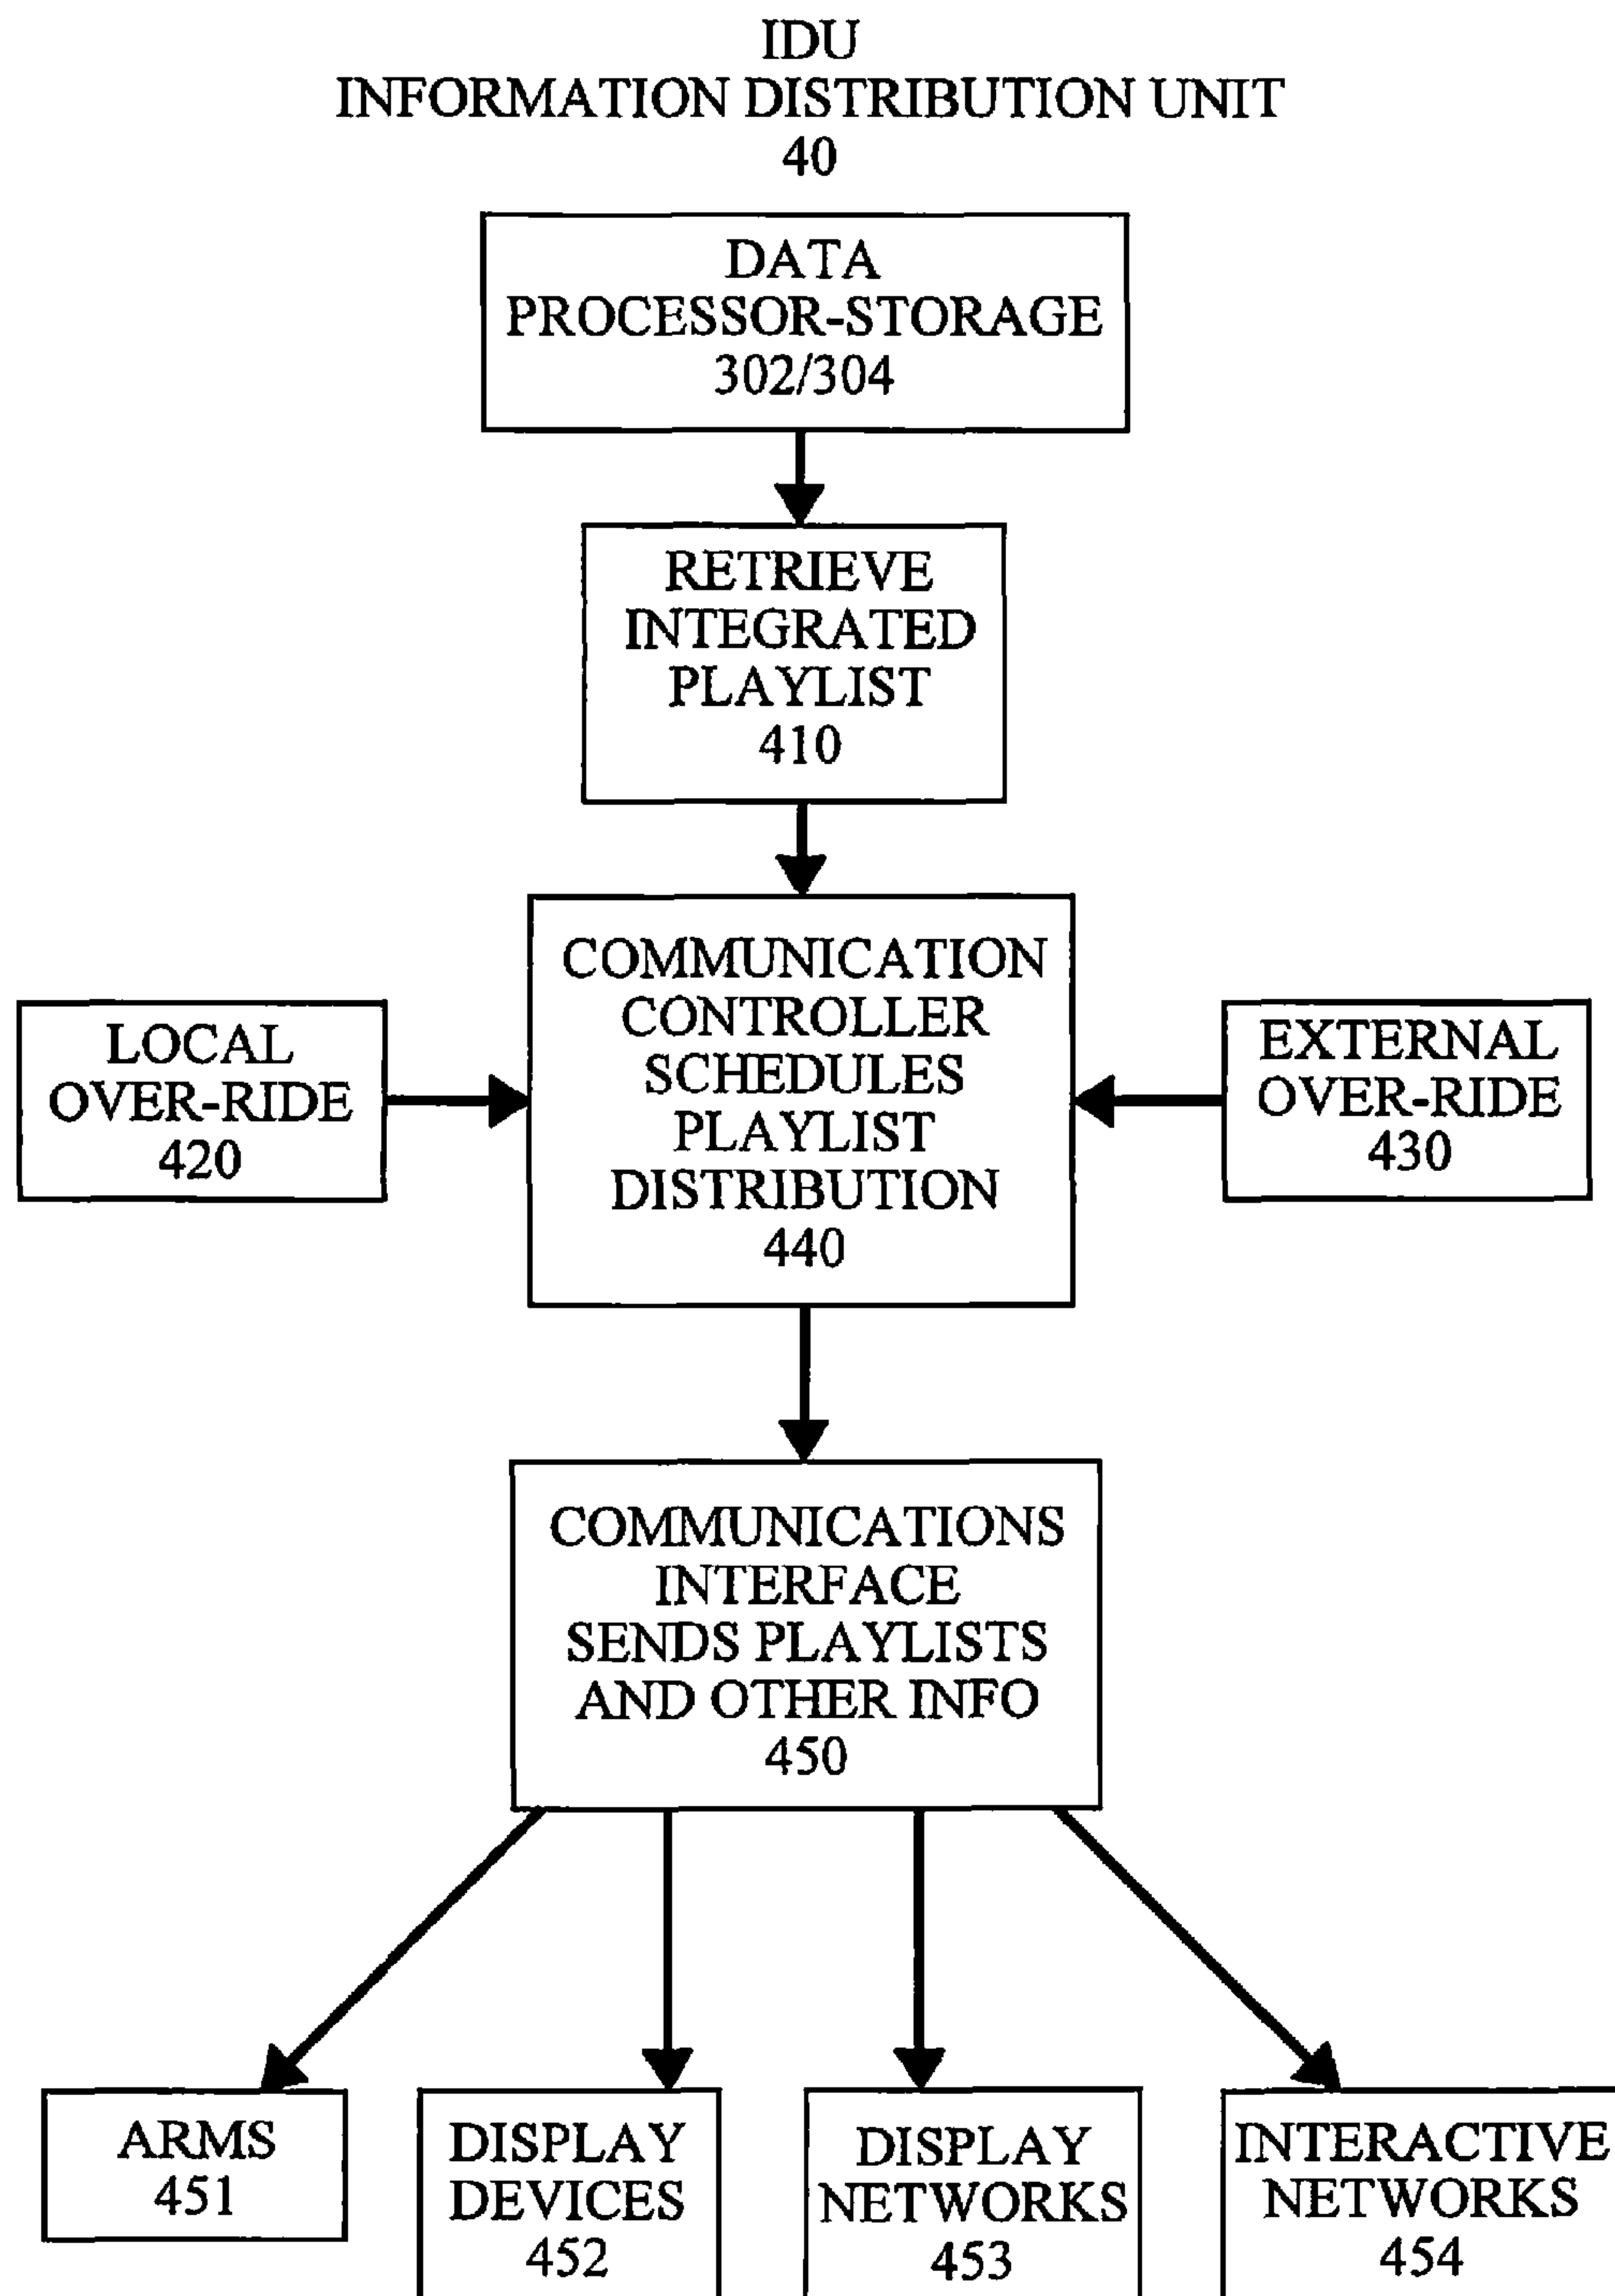 IDU
INFORMATION DISTRIBUTION UNIT
40
DATA
PROCESSOR-STORAGE
302/304
RETRIEVE
INTEGRATED
PLAYLIST
410
COMMUNICATION
CONTROLLER
SCHEDULES
PLAYLIST
DISTRIBUTION
440
LOCAL
OVER-RIDE
420
EXTERNAL
OVER-RIDE
430
COMMUNICATIONS
INTERFACE
SENDS PLAYLISTS
AND OTHER INFO
450
ARMS
451
DISPLAY
DEVICES
452
DISPLAY
NETWORKS
453
INTERACTIVE
NETWORKS
454